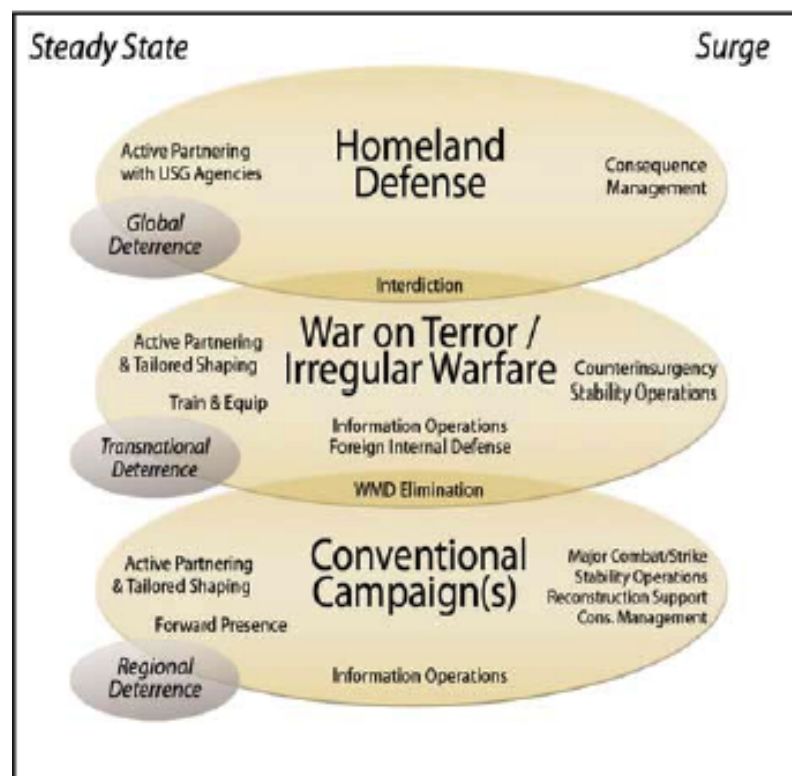 Steady State
Surge
Homeland
Defense
Active Partnering
with USG Agencies
Consequence
Management
Global
Deterrence
Interdiction
War on Terror /
Irregular Warfare
Active Partnering
& Tailored Shaping
Train & Equip
Counterinsurgency
Stability Operations
Information Operations
Foreign Internal Defense
Transnational
Deterrence
WMD Elimination
Conventional
Campaign(s)
Active Partnering
& Tailored Shaping
Forward Presence
Major Combat/Strike
Stability Operations
Reconstruction Support
Cons. Management
Regional
Deterrence
Information Operations